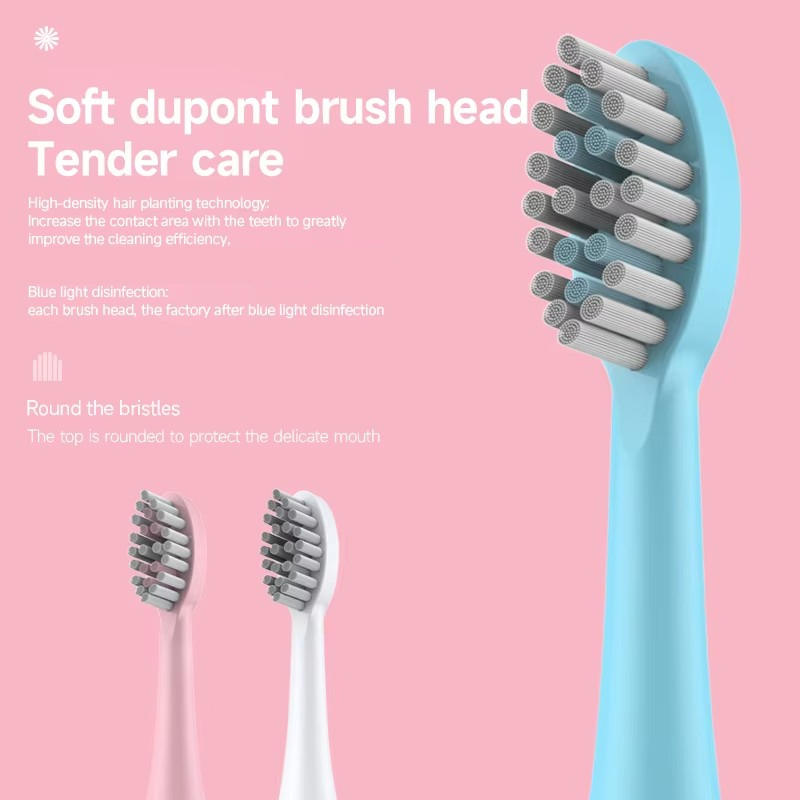 Soft dupont brush head
Tender care
High-density hair planting technology:
Increase the contact area with the teeth to greatly
improve the cleaning efficiency,
Blue light disinfection:
each brush head, the factory after blue light disinfection
Round the bristles
The top is rounded to protect the delicate mouth